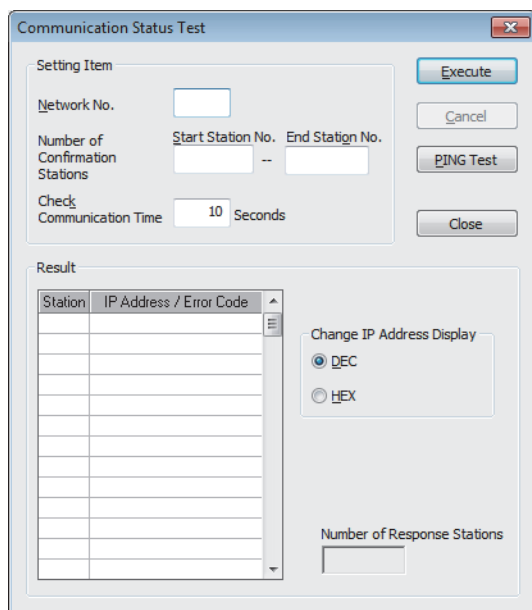 Communication Status Test
Setting Item
Network No.
Start Station No. End Station No.
Number of
Confirmation
Stations
--
Check
Communication Time
10 Seconds
Execute
Cancel
PING Test
Close
Result
Station IP Address / Error Code
Change IP Address Display
DEC
HEX
Number of Response Stations